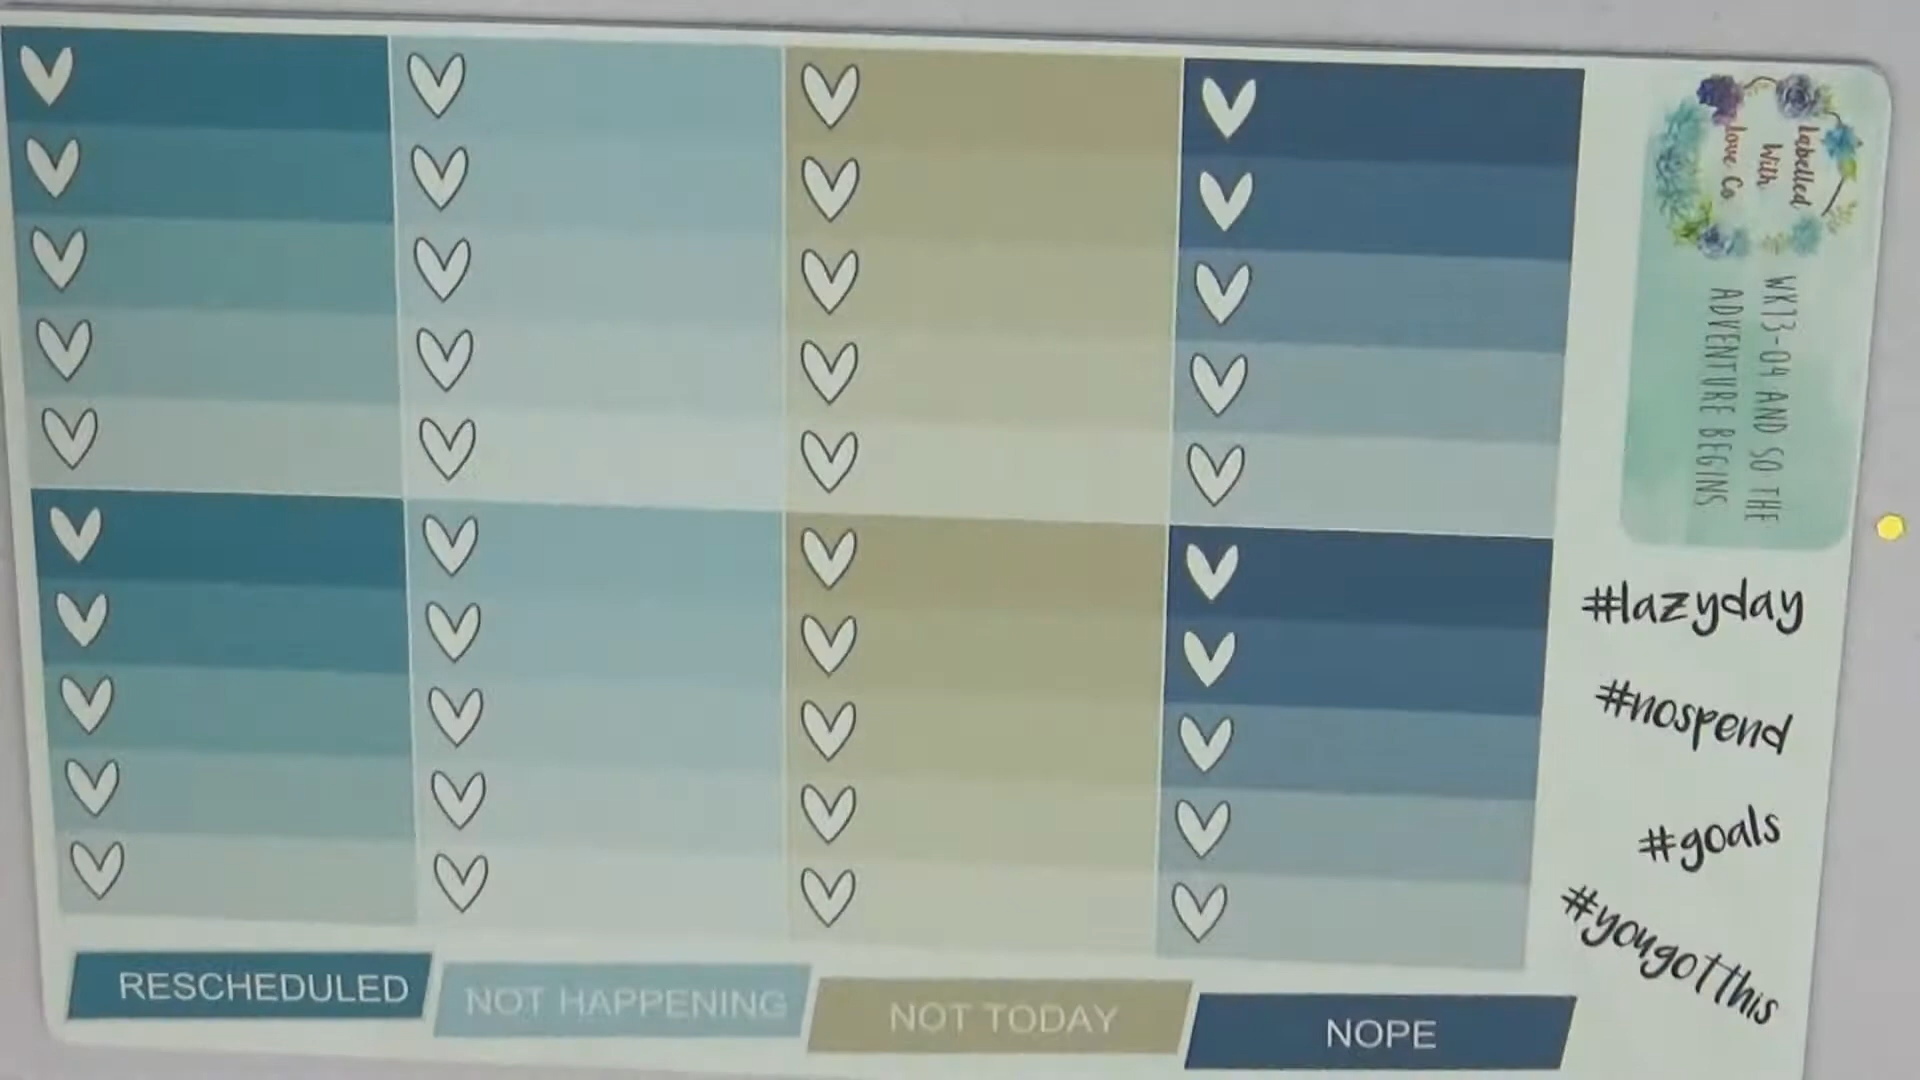 Labelled
With
Love Co
WK13-04 AND SO THE
ADVENTURE BEGINS
#lazyday
#nospend
#goals
#yougotthis
RESCHEDULED
NOT HAPPENING
NOT TODAY
NOPE